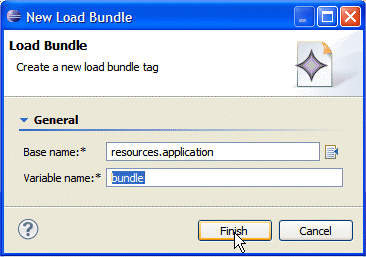 New Load Bundle
Load Bundle
Create a new load bundle tag
General
Base name:* resources.application
Variable name:* bundle
? Finish Cancel